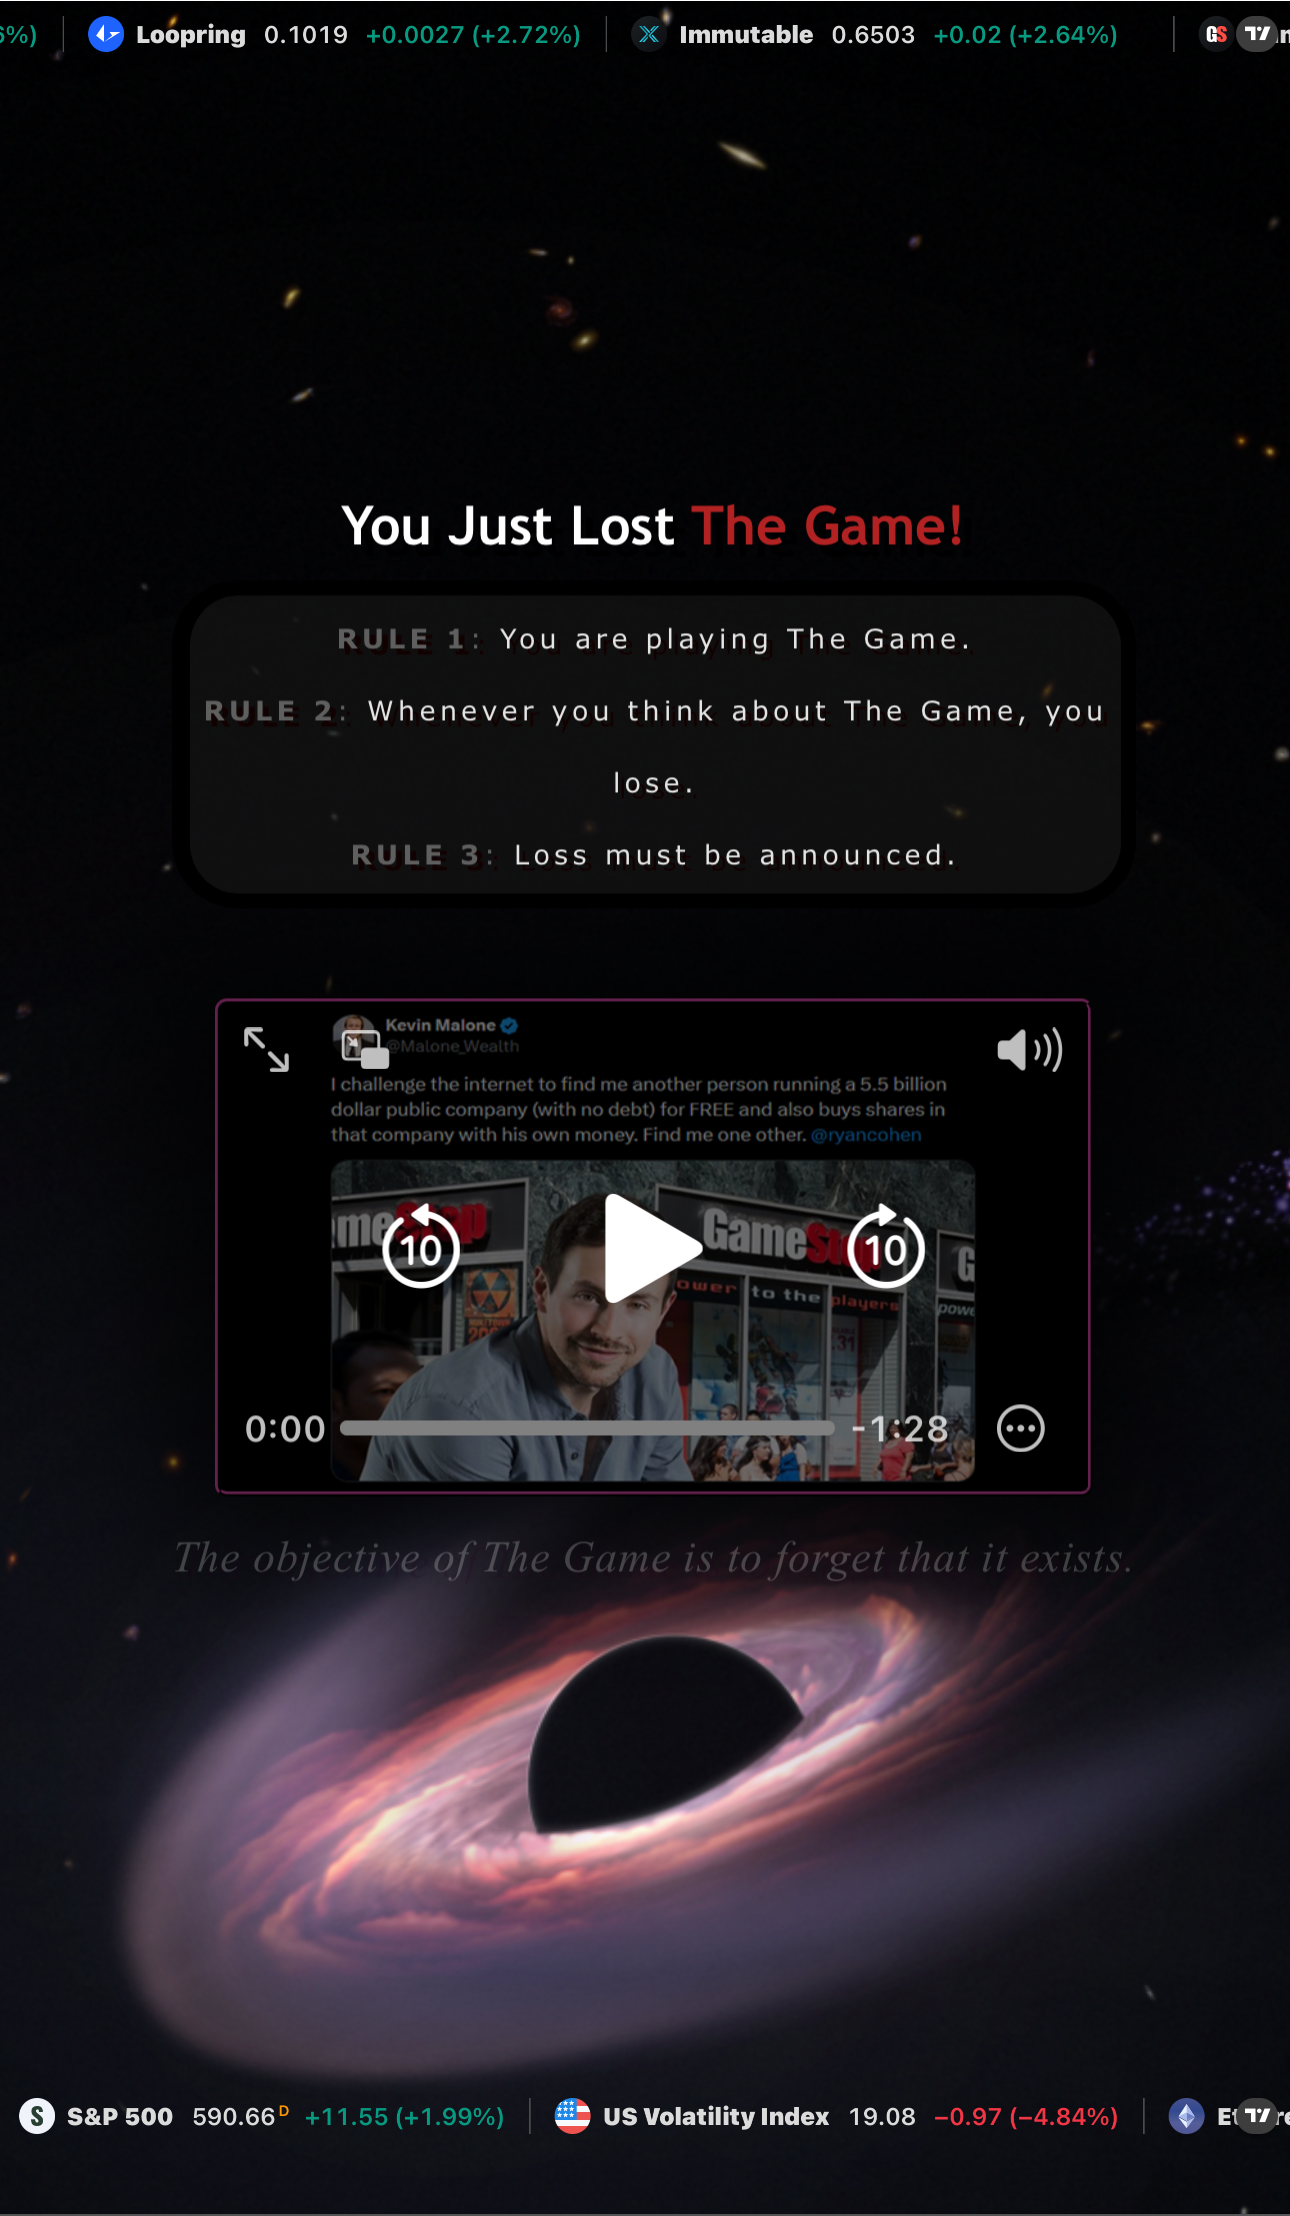 6%) Loopring 0.1019 +0.0027 (+2.72%) Immutable 0.6503 +0.02 (+2.64%) GS
You Just Lost The Game!
RULE 1: You are playing The Game.
RULE 2: Whenever you think about The Game, you
lose.
RULE 3: Loss must be announced.
Kevin Malone
@Malone_Wealth
I challenge the internet to find me another person running a 5.5 billion
dollar public company (with no debt) for FREE and also buys shares in
that company with his own money. Find me one other. @ryancohen
meStop GameStop G
10 10
power to the players powe
0:00 -1:28
The objective of The Game is to forget that it exists.
S&P 500 590.66 D +11.55 (+1.99%) US Volatility Index 19.08 −0.97 (−4.84%)